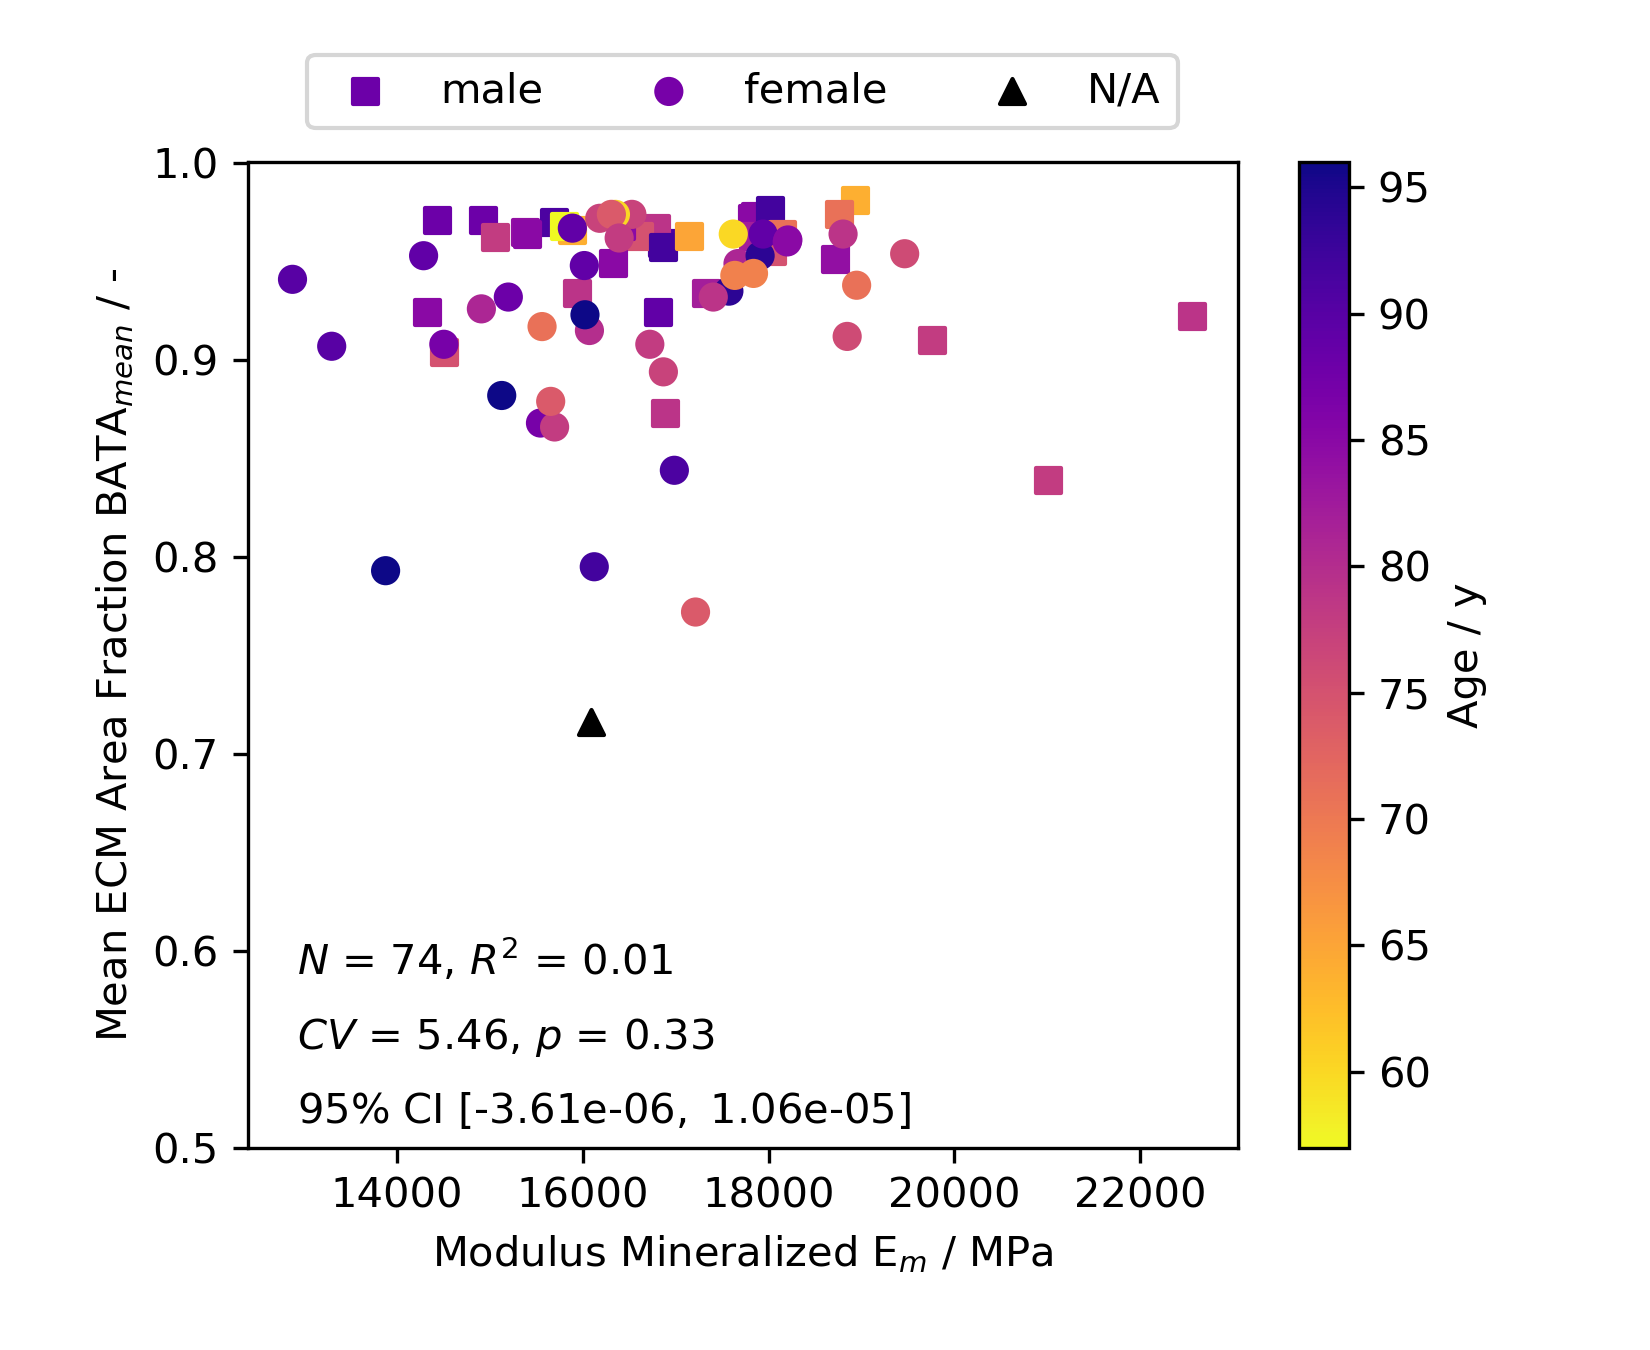 male female N/A
1.0
0.9
0.8
0.7
0.6
0.5
Mean ECM Area Fraction BATA_mean / -
N = 74, R² = 0.01
CV = 5.46, p = 0.33
95% CI [-3.61e-06, 1.06e-05]
14000 16000 18000 20000 22000
Modulus Mineralized E_m / MPa
95
90
85
80
75
70
65
60
Age / y